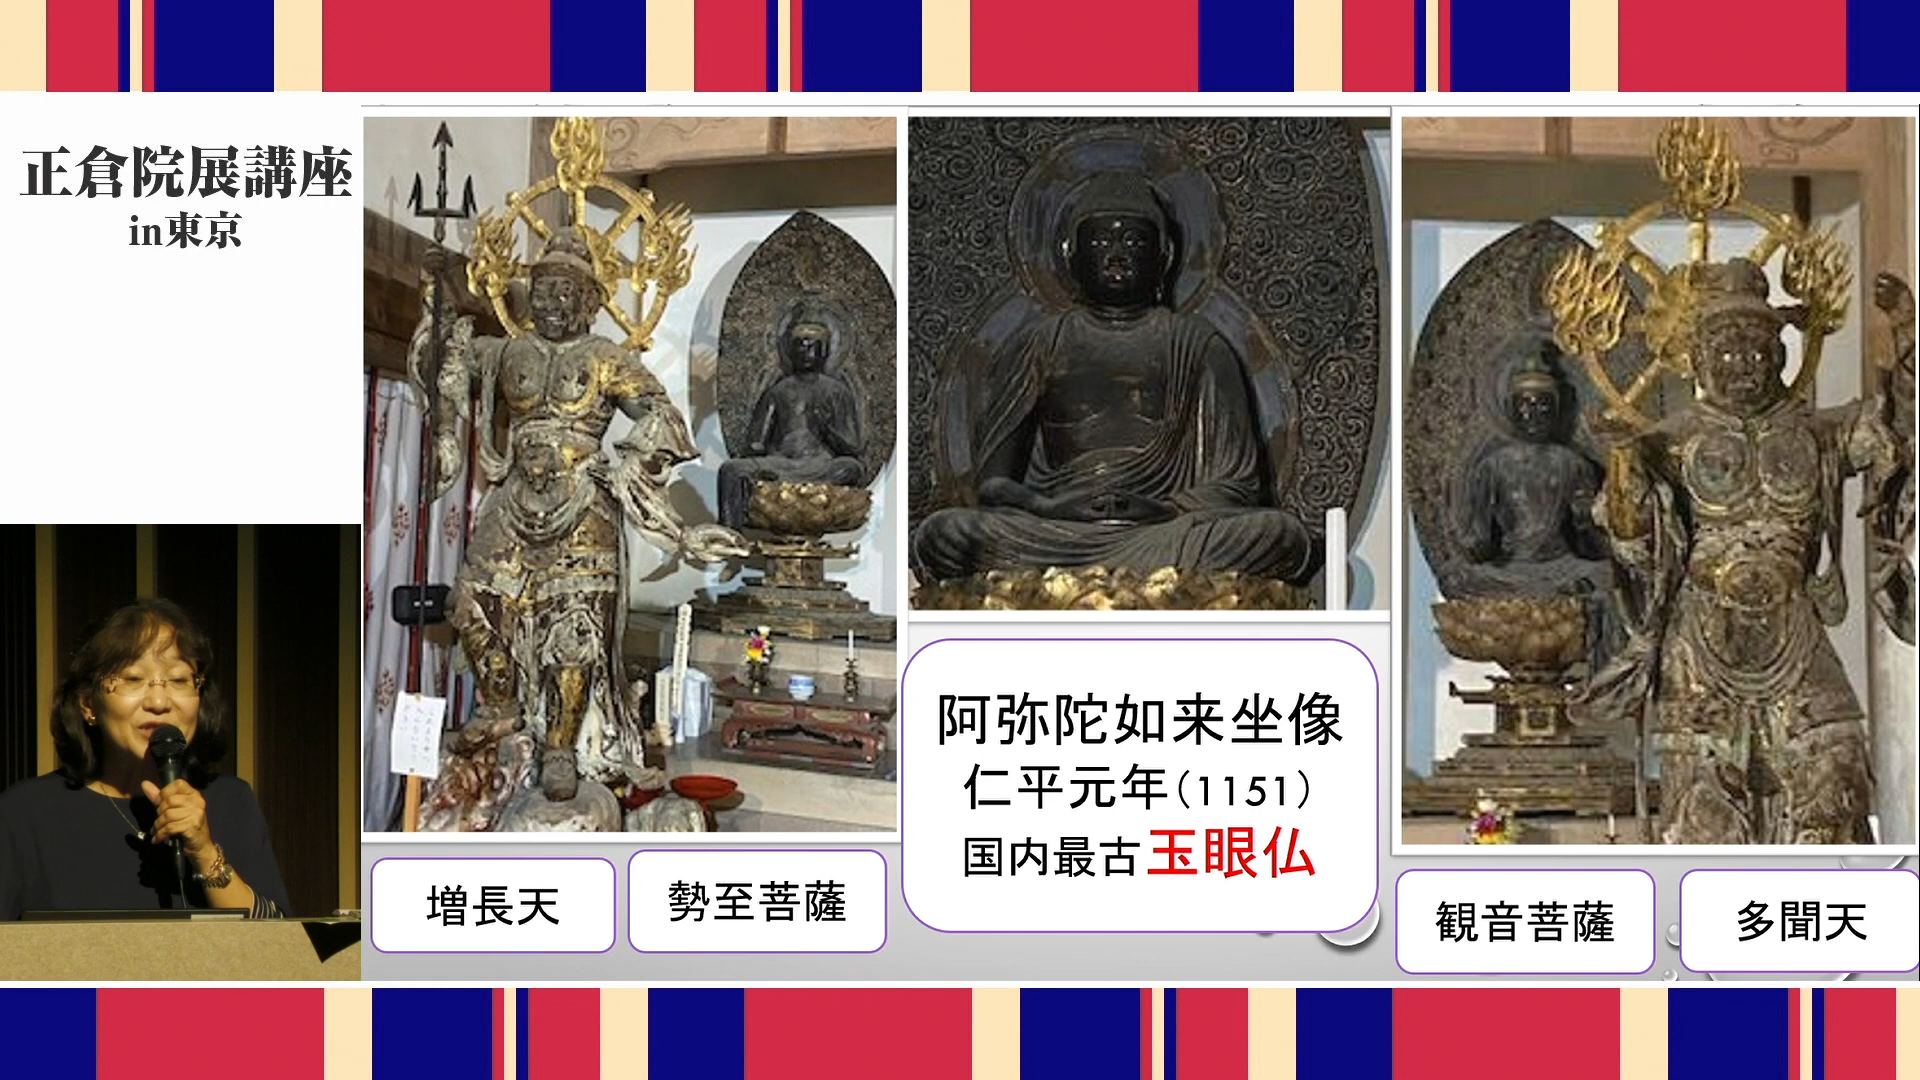 正倉院展講座
in東京
阿弥陀如来坐像
仁平元年（1151）
国内最古玉眼仏
増長天
勢至菩薩
観音菩薩
多聞天